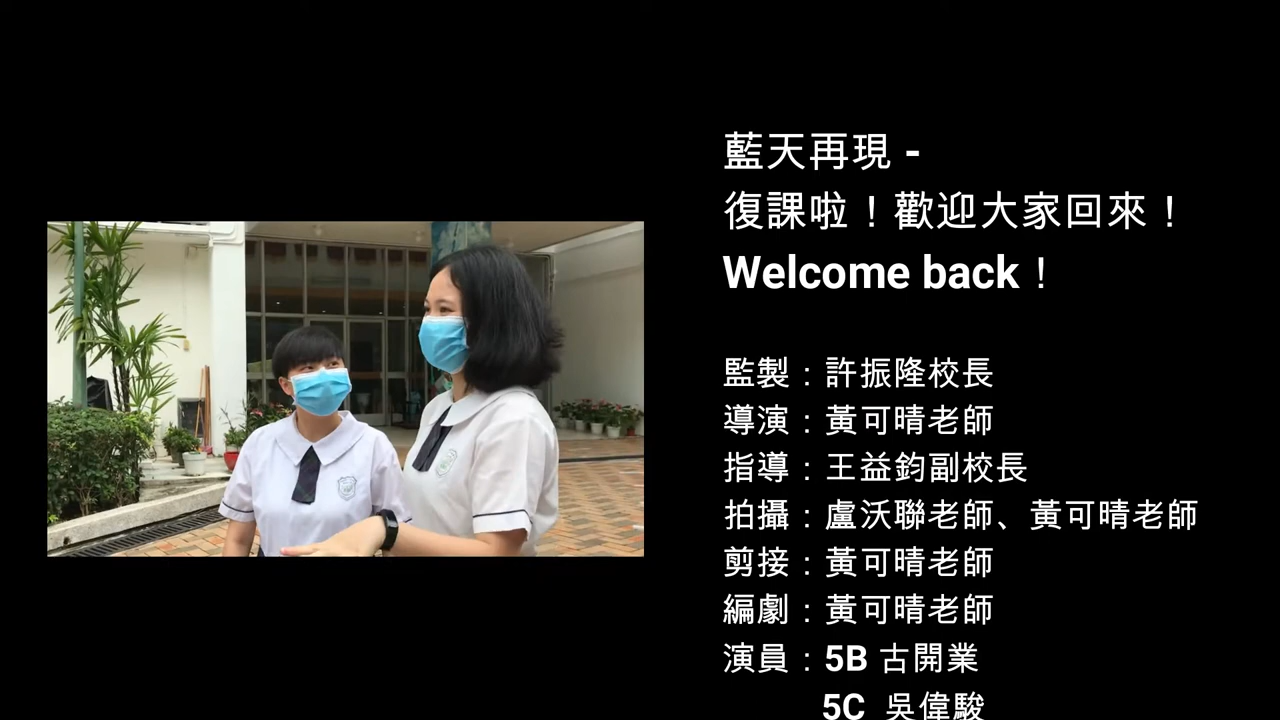 藍天再現 -
復課啦！歡迎大家回來！
Welcome back！
監製：許振隆校長
導演：黃可晴老師
指導：王益鈞副校長
拍攝：盧沃聯老師、黃可晴老師
剪接：黃可晴老師
編劇：黃可晴老師
演員：5B 古開業
5C 吳偉駿